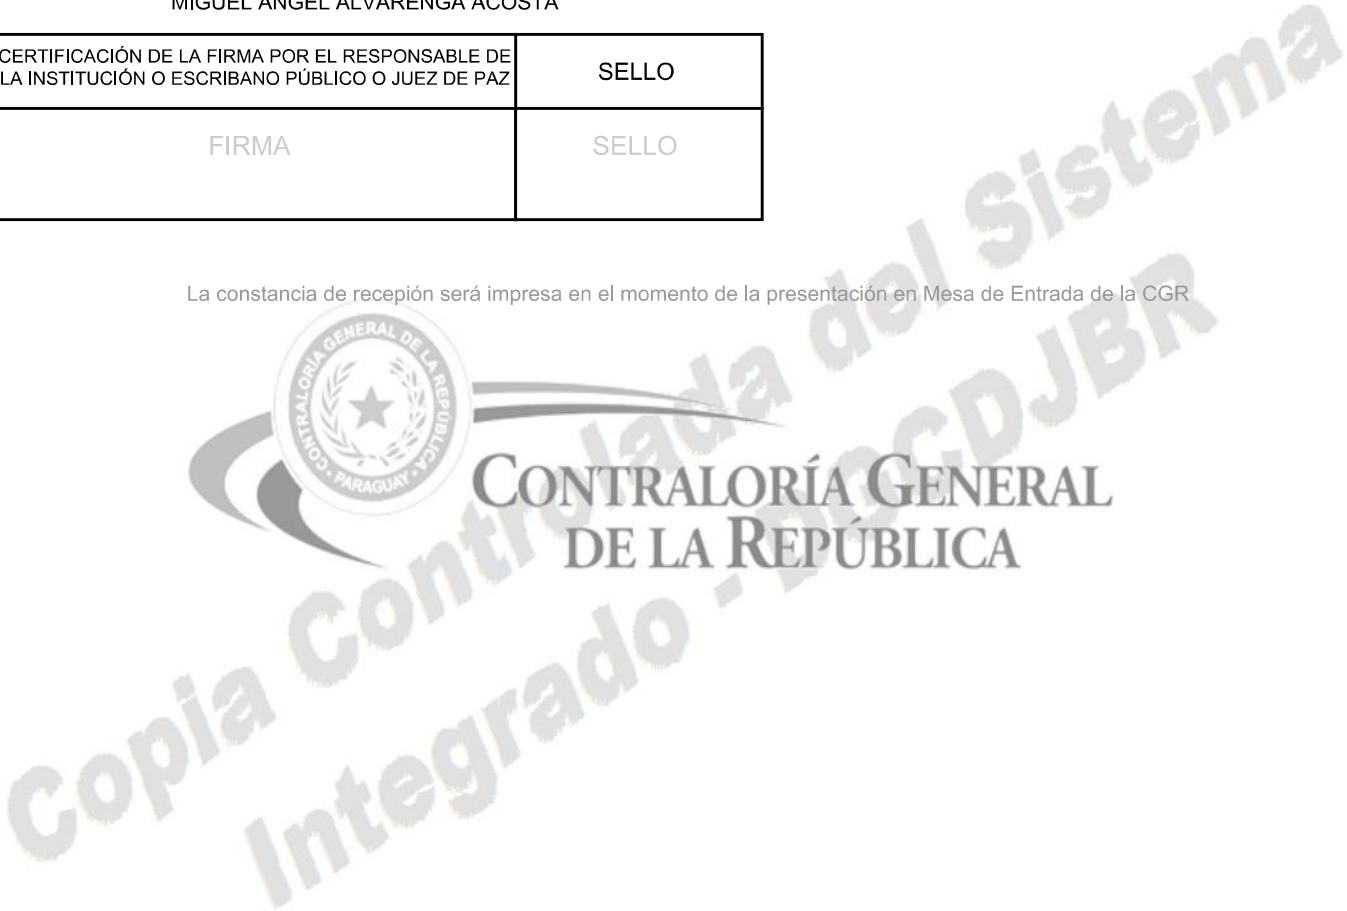 MIGUEL ANGEL ALVARENGA ACOSTA
CERTIFICACIÓN DE LA FIRMA POR EL RESPONSABLE DE
LA INSTITUCIÓN O ESCRIBANO PÚBLICO O JUEZ DE PAZ
SELLO
FIRMA
SELLO
La constancia de recepión será impresa en el momento de la presentación en Mesa de Entrada de la CGR
CONTRALORÍA GENERAL DE LA REPÚBLICA
PARAGUAY
CONTRALORÍA GENERAL
DE LA REPÚBLICA
Copia Controlada del Sistema
Integrado - DGCDJBR